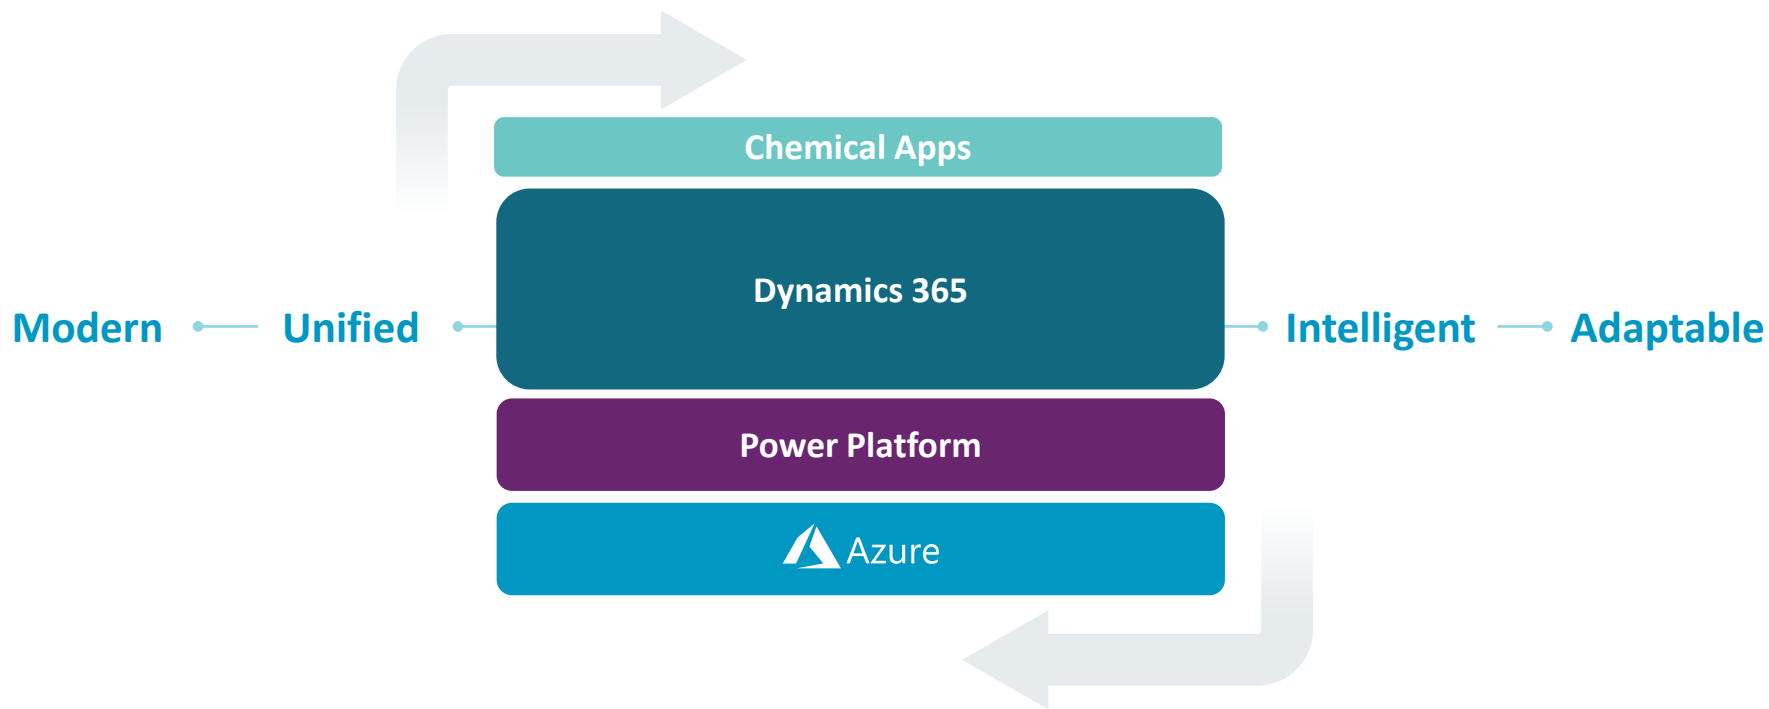 Chemical Apps
Dynamics 365
Modern
Unified
Intelligent
Adaptable
Power Platform
Azure